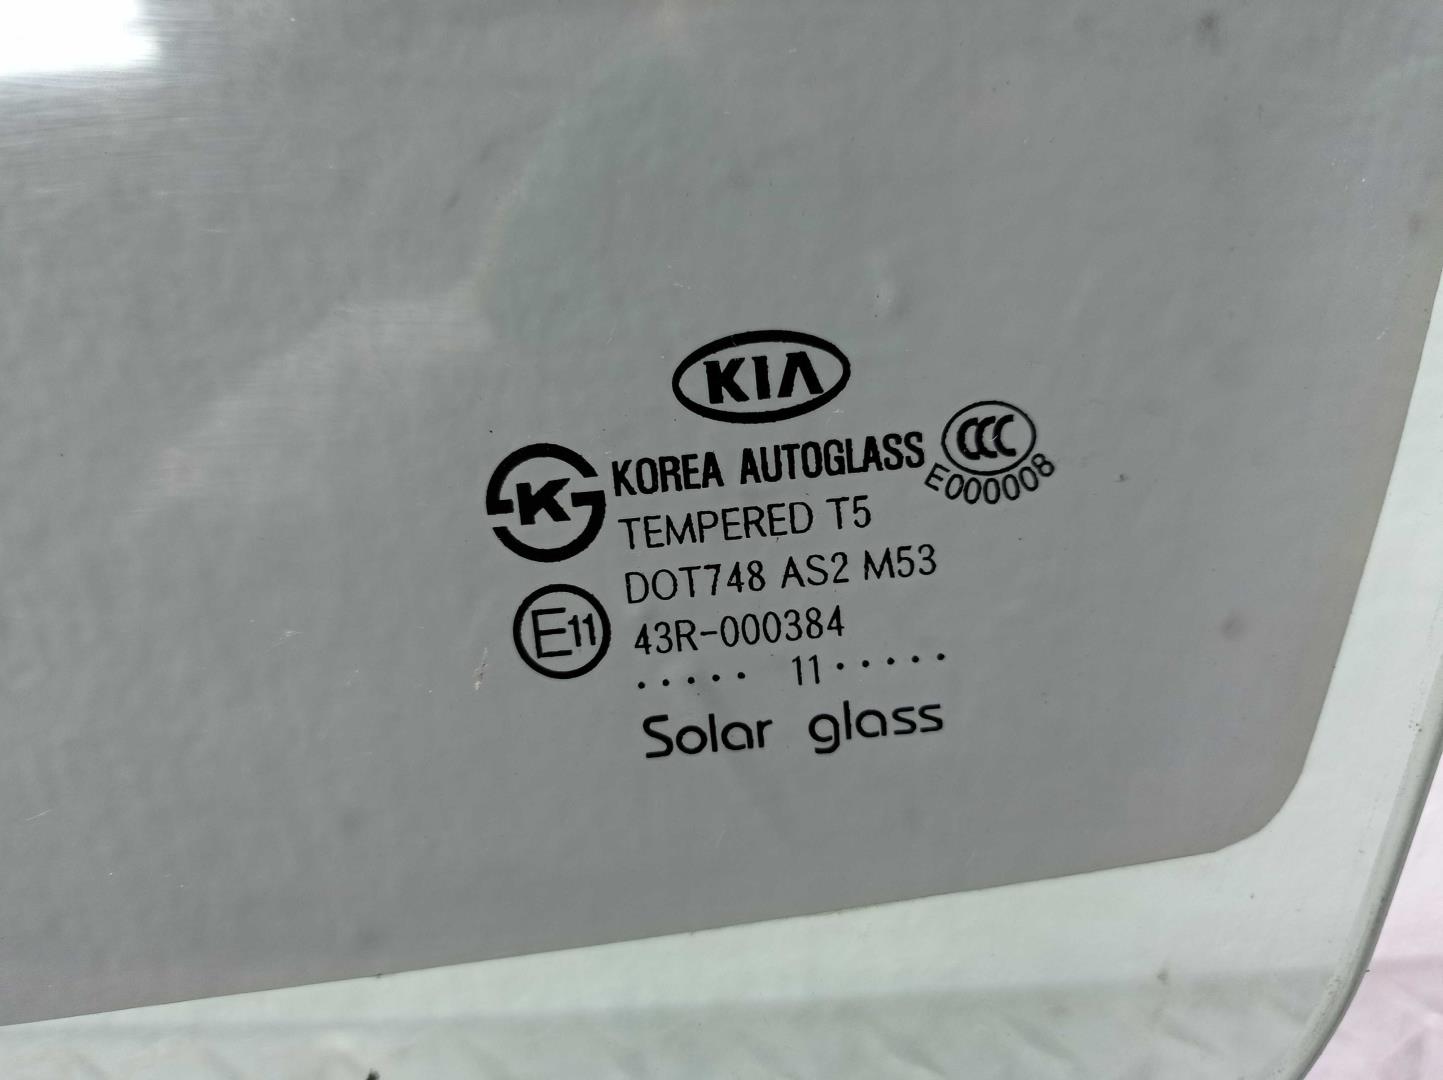 KIA
KOREA AUTOGLASS
CCC
E000008
K
TEMPERED T5
DOT748 AS2 M53
E11
43R-000384
..... 11 .....
Solar glass